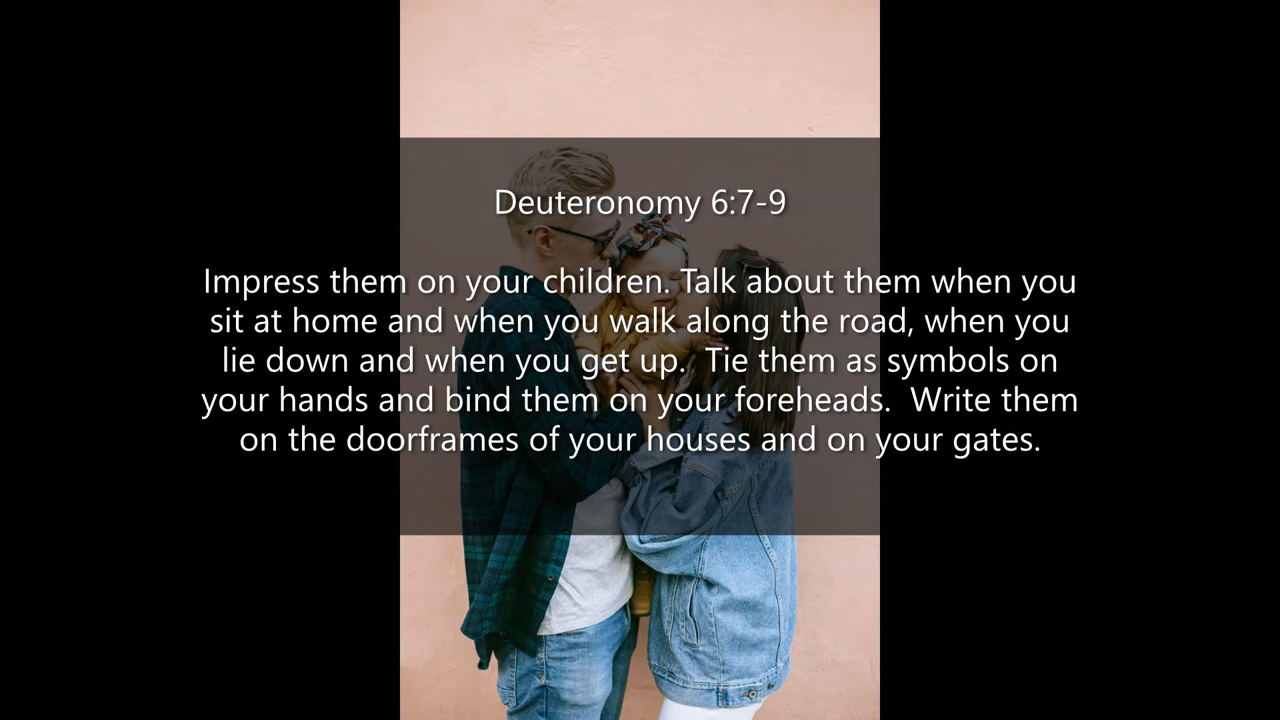 Deuteronomy 6:7-9
Impress them on your children. Talk about them when you
sit at home and when you walk along the road, when you
lie down and when you get up.  Tie them as symbols on
your hands and bind them on your foreheads.  Write them
on the doorframes of your houses and on your gates.